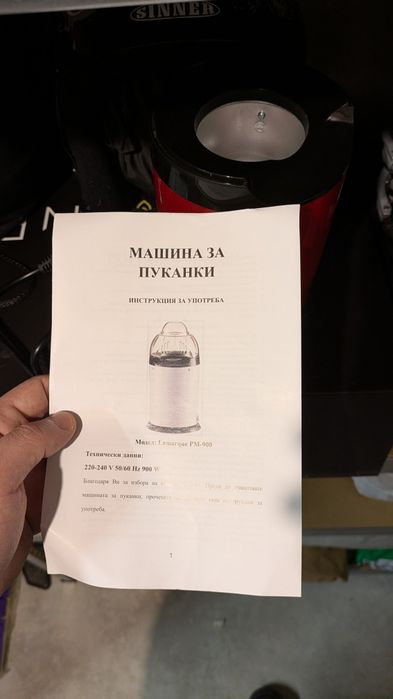 SINNER
МАШИНА ЗА
ПУКАНКИ
ИНСТРУКЦИЯ ЗА УПОТРЕБА
Модел: PM-900
Технически данни:
220-240 V 50/60 Hz 900 W
Благодаря Ви за избора на
машината за пуканки, прочетете
употреба.
1